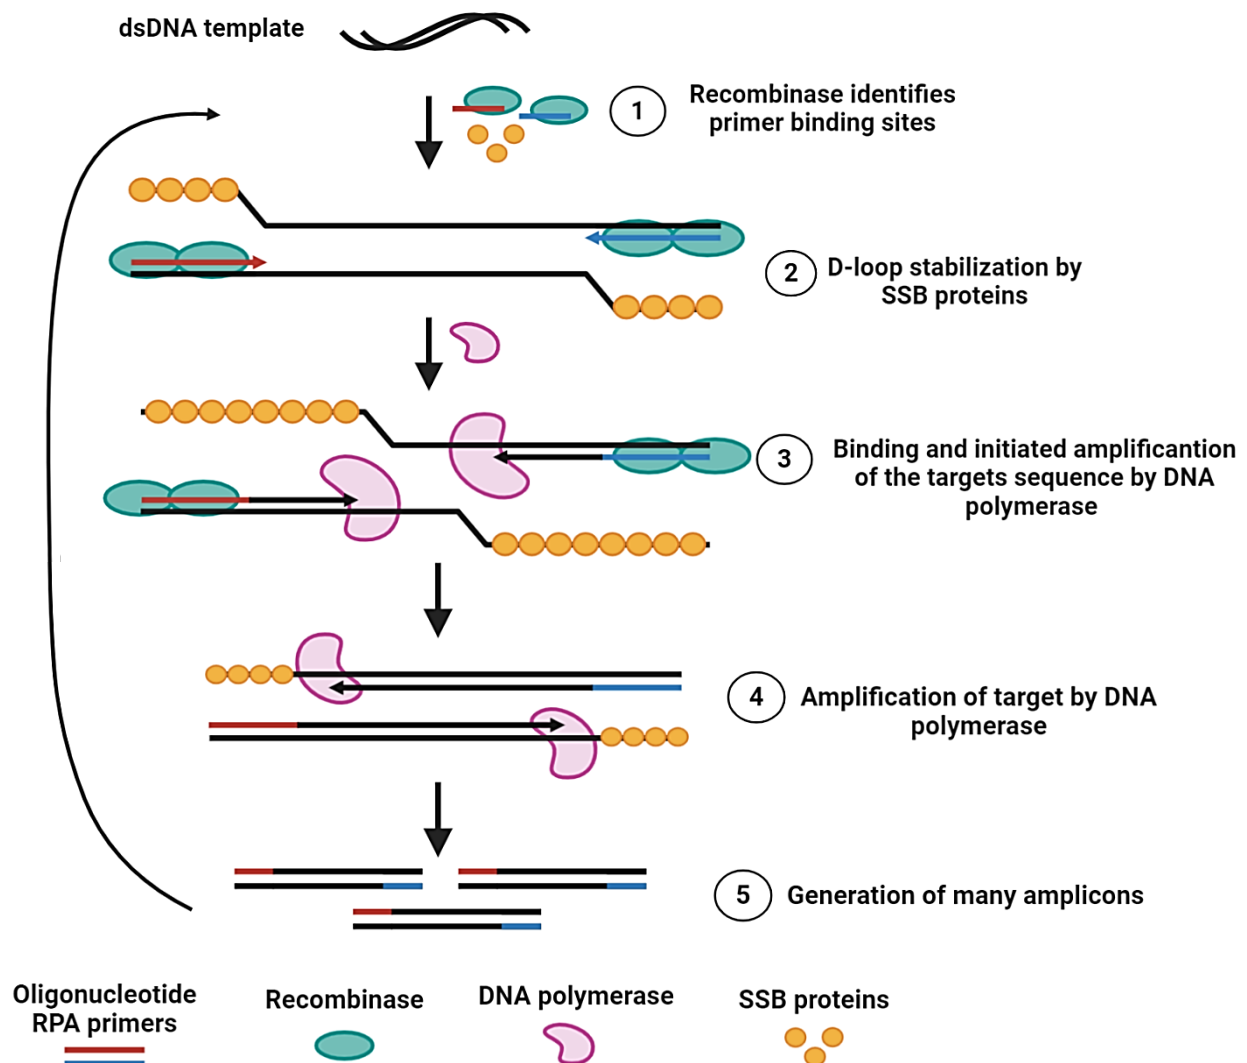 dsDNA template
1
Recombinase identifies
primer binding sites
2
D-loop stabilization by
SSB proteins
3
Binding and initiated amplificantion
of the targets sequence by DNA
polymerase
4
Amplification of target by DNA
polymerase
5
Generation of many amplicons
Oligonucleotide
RPA primers
Recombinase
DNA polymerase
SSB proteins